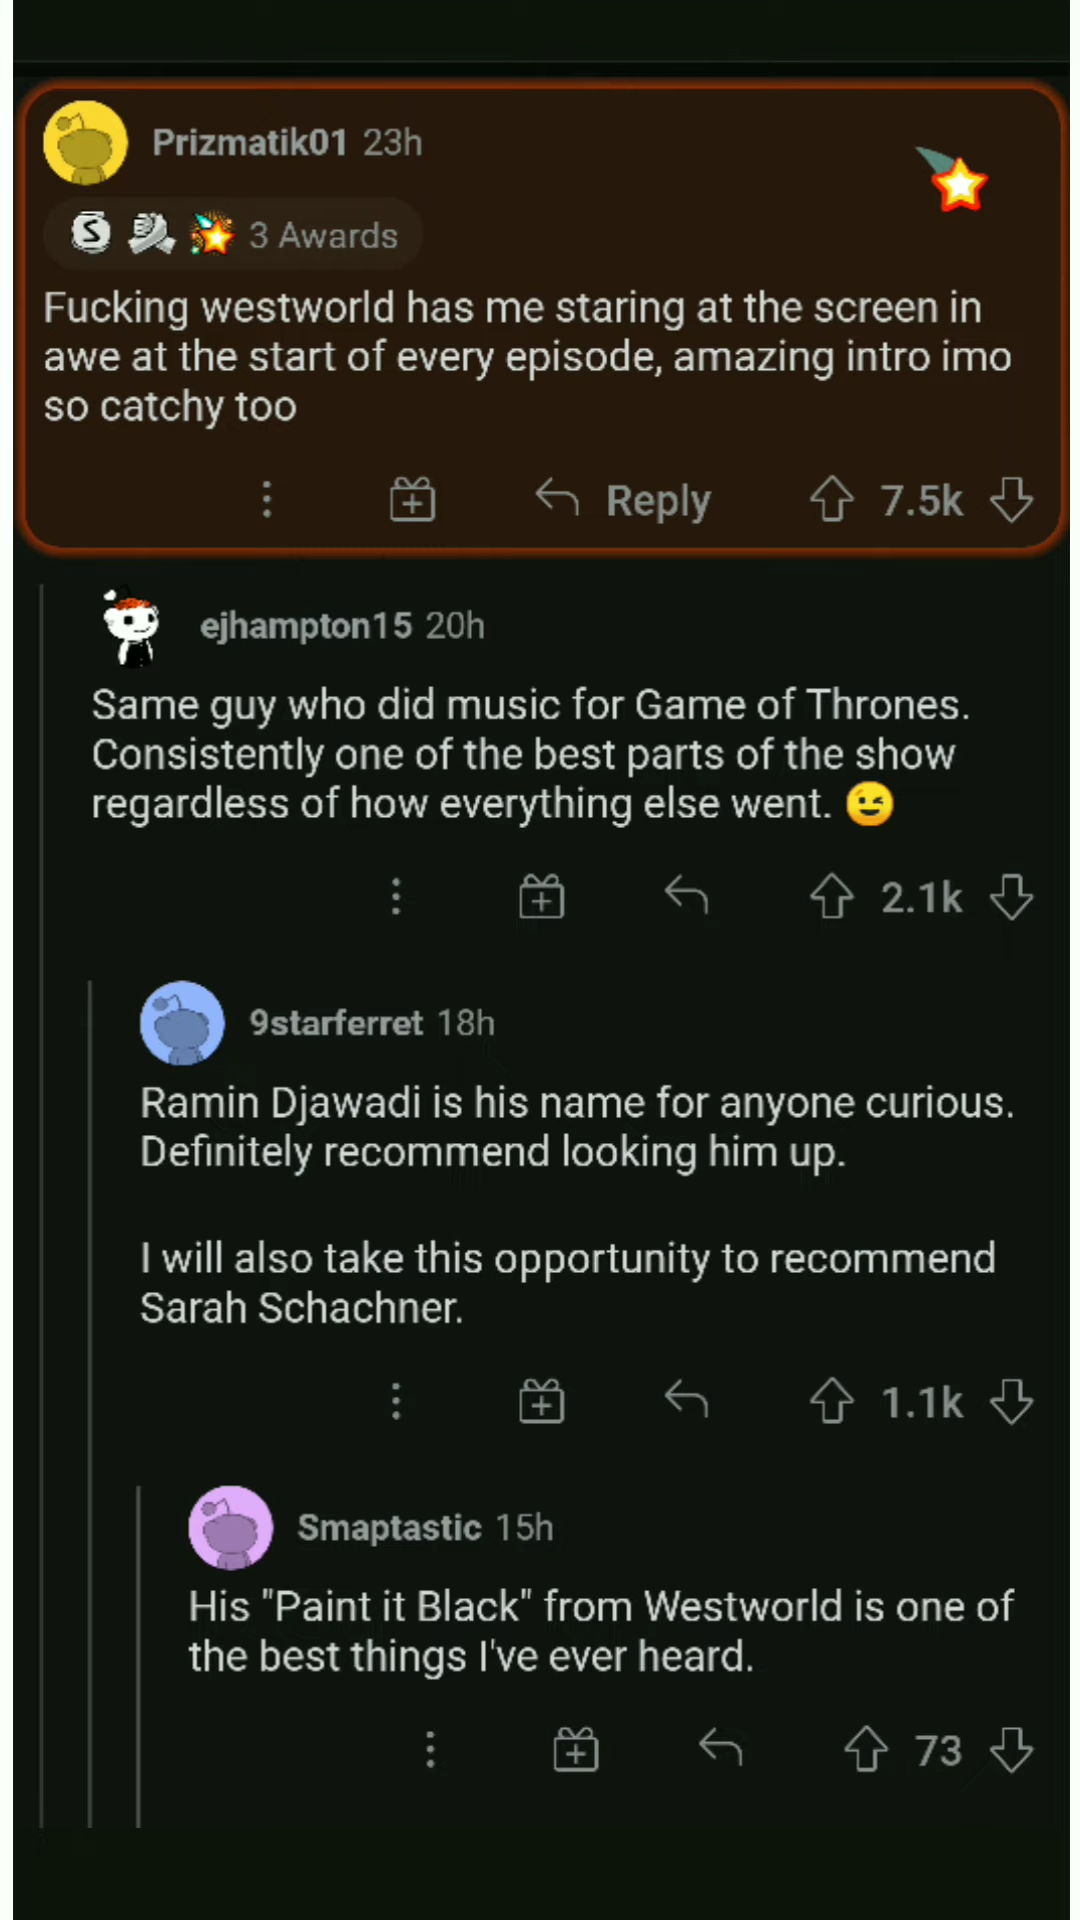 Prizmatik01 23h
3 Awards
Fucking westworld has me staring at the screen in
awe at the start of every episode, amazing intro imo
so catchy too
Reply 7.5k
ejhampton15 20h
Same guy who did music for Game of Thrones.
Consistently one of the best parts of the show
regardless of how everything else went. 😉
2.1k
9starferret 18h
Ramin Djawadi is his name for anyone curious.
Definitely recommend looking him up.
I will also take this opportunity to recommend
Sarah Schachner.
1.1k
Smaptastic 15h
His "Paint it Black" from Westworld is one of
the best things I've ever heard.
73